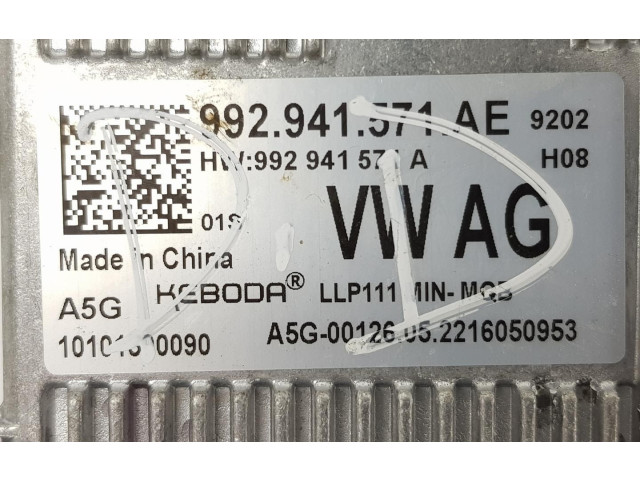 992.941.571.AE 9202
HW:992 941 571 A H08
01S VW AG
Made in China
A5G KEBODA® LLP111 MIN- MQB
A5G-00126.05.2216050953
D D